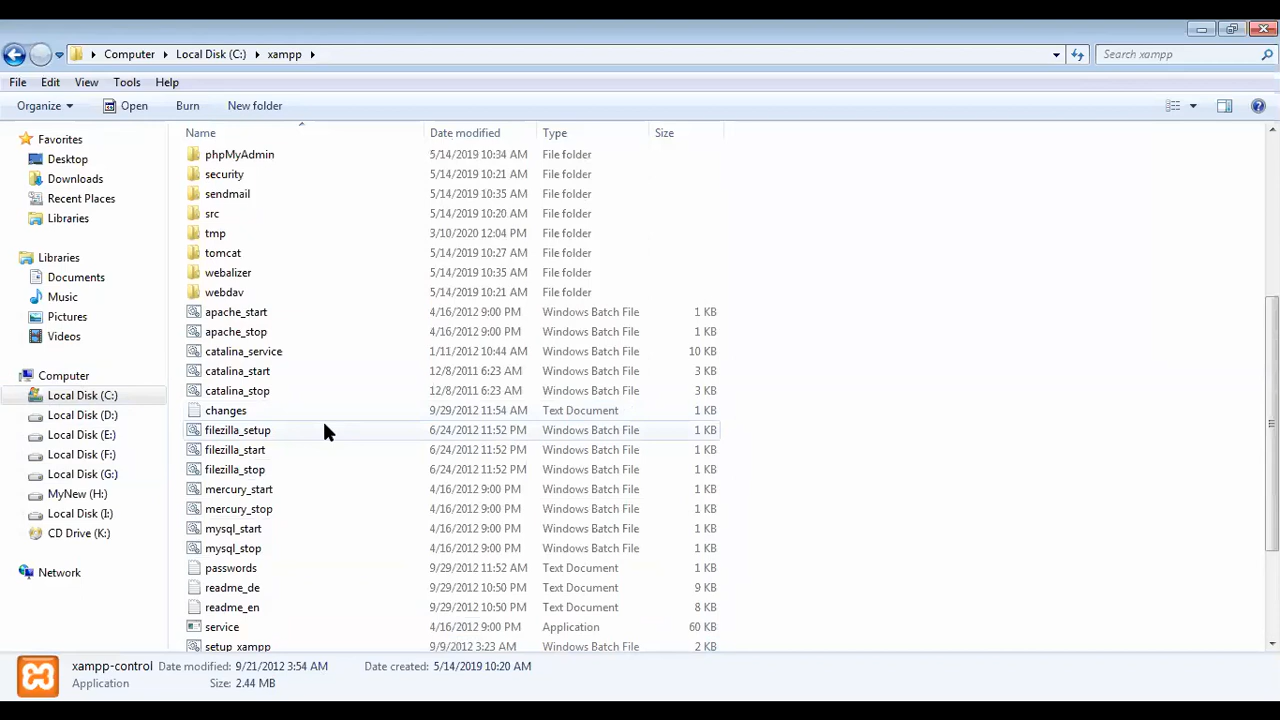 Computer Local Disk (C:) xampp Search xampp
File Edit View Tools Help
Organize Open Burn New folder
Favorites
Desktop
Downloads
Recent Places
Libraries
Libraries
Documents
Music
Pictures
Videos
Computer
Local Disk (C:)
Local Disk (D:)
Local Disk (E:)
Local Disk (F:)
Local Disk (G:)
MyNew (H:)
Local Disk (I:)
CD Drive (K:)
Network
Name Date modified Type Size
phpMyAdmin 5/14/2019 10:34 AM File folder
security 5/14/2019 10:21 AM File folder
sendmail 5/14/2019 10:35 AM File folder
src 5/14/2019 10:20 AM File folder
tmp 3/10/2020 12:04 PM File folder
tomcat 5/14/2019 10:27 AM File folder
webalizer 5/14/2019 10:35 AM File folder
webdav 5/14/2019 10:21 AM File folder
apache_start 4/16/2012 9:00 PM Windows Batch File 1 KB
apache_stop 4/16/2012 9:00 PM Windows Batch File 1 KB
catalina_service 1/11/2012 10:44 AM Windows Batch File 10 KB
catalina_start 12/8/2011 6:23 AM Windows Batch File 3 KB
catalina_stop 12/8/2011 6:23 AM Windows Batch File 3 KB
changes 9/29/2012 11:54 AM Text Document 1 KB
filezilla_setup 6/24/2012 11:52 PM Windows Batch File 1 KB
filezilla_start 6/24/2012 11:52 PM Windows Batch File 1 KB
filezilla_stop 6/24/2012 11:52 PM Windows Batch File 1 KB
mercury_start 4/16/2012 9:00 PM Windows Batch File 1 KB
mercury_stop 4/16/2012 9:00 PM Windows Batch File 1 KB
mysql_start 4/16/2012 9:00 PM Windows Batch File 1 KB
mysql_stop 4/16/2012 9:00 PM Windows Batch File 1 KB
passwords 9/29/2012 11:52 AM Text Document 1 KB
readme_de 9/29/2012 10:50 PM Text Document 9 KB
readme_en 9/29/2012 10:50 PM Text Document 8 KB
service 4/16/2012 9:00 PM Application 60 KB
setup_xampp 9/9/2012 3:23 AM Windows Batch File 2 KB
xampp-control Date modified: 9/21/2012 3:54 AM Date created: 5/14/2019 10:20 AM
Application Size: 2.44 MB